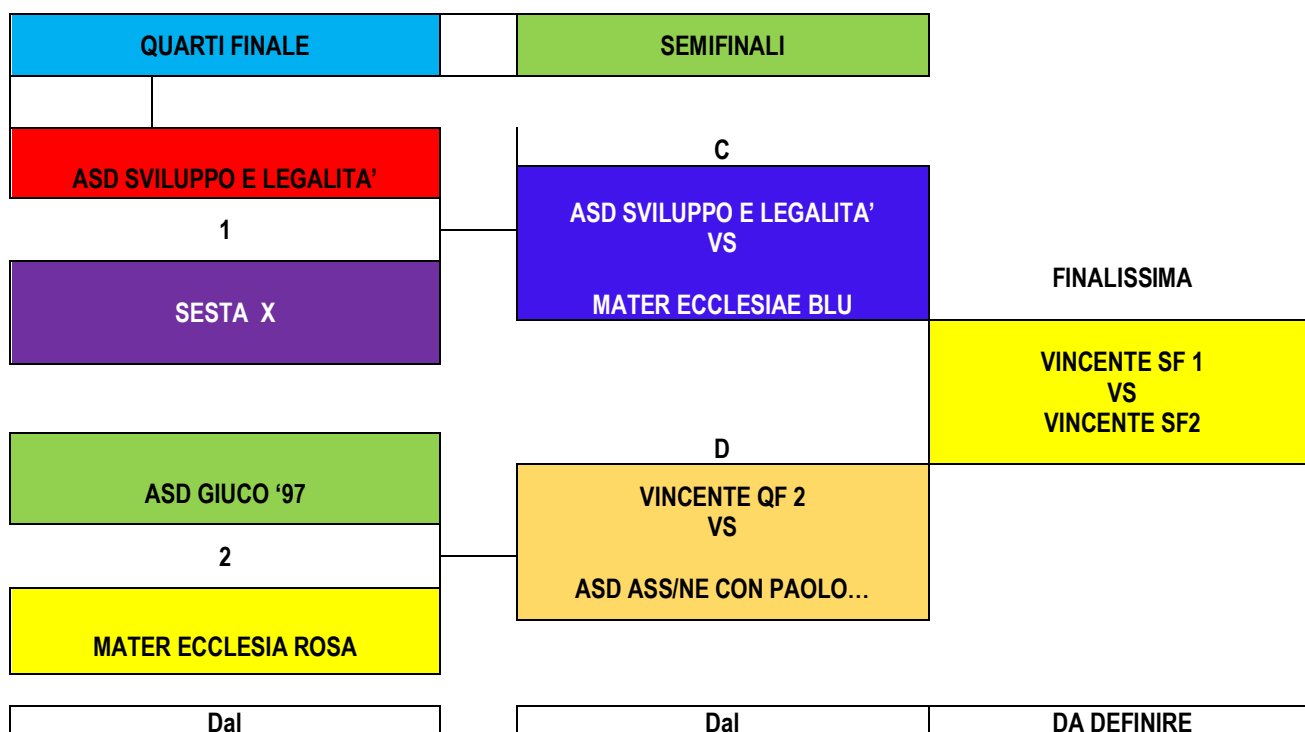 QUARTI FINALE
SEMIFINALI
ASD SVILUPPO E LEGALITA’
1
SESTA X
C
ASD SVILUPPO E LEGALITA’
VS
MATER ECCLESIAE BLU
FINALISSIMA
VINCENTE SF 1
VS
VINCENTE SF2
ASD GIUCO ‘97
2
MATER ECCLESIA ROSA
D
VINCENTE QF 2
VS
ASD ASS/NE CON PAOLO…
Dal
Dal
DA DEFINIRE